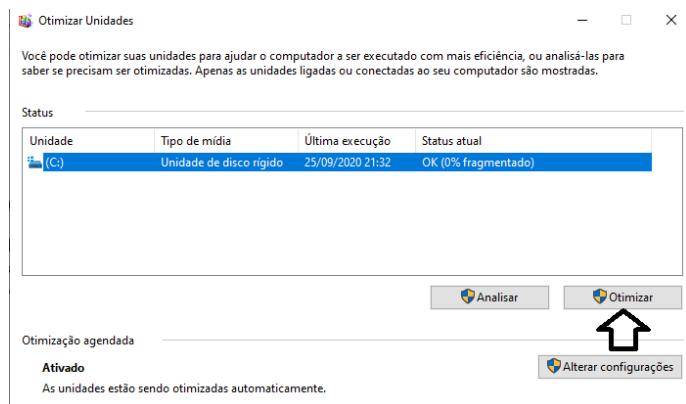 Otimizar Unidades
Você pode otimizar suas unidades para ajudar o computador a ser executado com mais eficiência, ou analisá-las para
saber se precisam ser otimizadas. Apenas as unidades ligadas ou conectadas ao seu computador são mostradas.
Status
Unidade Tipo de mídia Última execução Status atual
(C:) Unidade de disco rígido 25/09/2020 21:32 OK (0% fragmentado)
Analisar Otimizar
Otimização agendada
Ativado Alterar configurações
As unidades estão sendo otimizadas automaticamente.